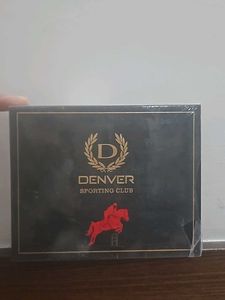 D
DENVER
SPORTING CLUB